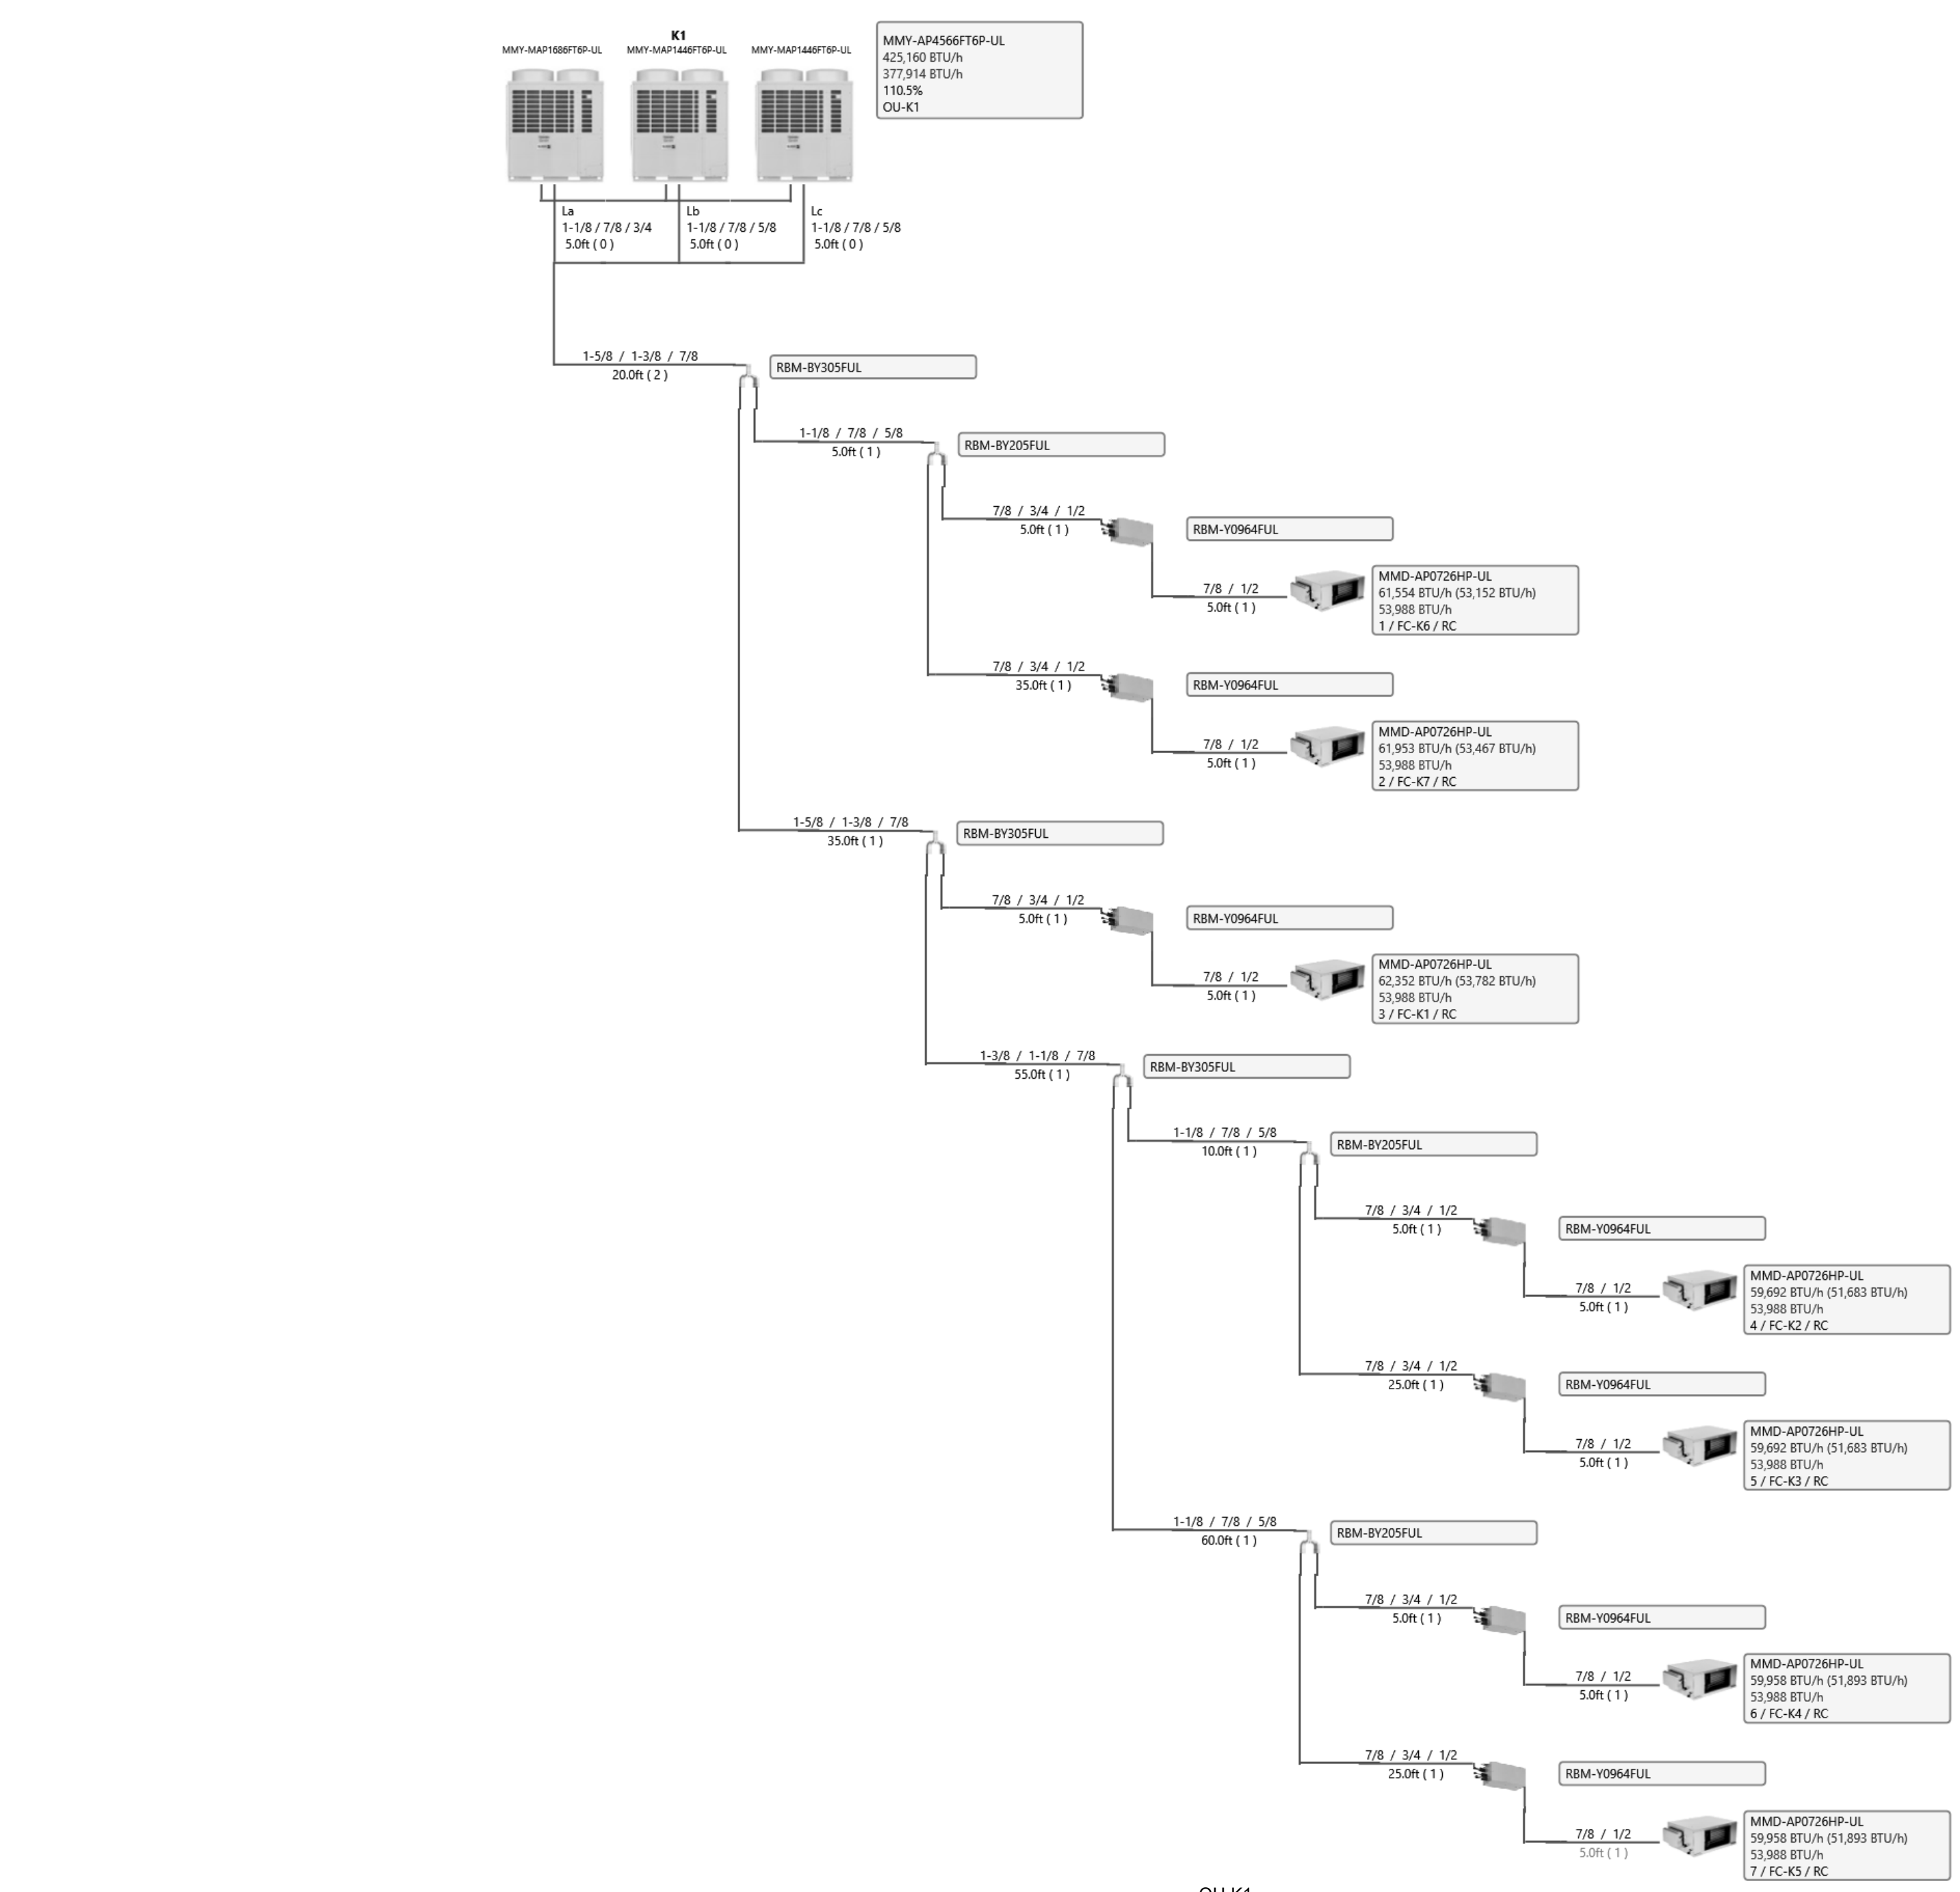 K1
MMY-MAP1686FT6P-UL
MMY-MAP1446FT6P-UL
MMY-MAP1446FT6P-UL
MMY-AP4566FT6P-UL
425,160 BTU/h
377,914 BTU/h
110.5%
OU-K1
La
1-1/8 / 7/8 / 3/4
5.0ft ( 0 )
Lb
1-1/8 / 7/8 / 5/8
5.0ft ( 0 )
Lc
1-1/8 / 7/8 / 5/8
5.0ft ( 0 )
1-5/8 / 1-3/8 / 7/8
20.0ft ( 2 )
RBM-BY305FUL
1-1/8 / 7/8 / 5/8
5.0ft ( 1 )
RBM-BY205FUL
7/8 / 3/4 / 1/2
5.0ft ( 1 )
RBM-Y0964FUL
7/8 / 1/2
5.0ft ( 1 )
MMD-AP0726HP-UL
61,554 BTU/h (53,152 BTU/h)
53,988 BTU/h
1 / FC-K6 / RC
7/8 / 3/4 / 1/2
35.0ft ( 1 )
RBM-Y0964FUL
7/8 / 1/2
5.0ft ( 1 )
MMD-AP0726HP-UL
61,953 BTU/h (53,467 BTU/h)
53,988 BTU/h
2 / FC-K7 / RC
1-5/8 / 1-3/8 / 7/8
35.0ft ( 1 )
RBM-BY305FUL
7/8 / 3/4 / 1/2
5.0ft ( 1 )
RBM-Y0964FUL
7/8 / 1/2
5.0ft ( 1 )
MMD-AP0726HP-UL
62,352 BTU/h (53,782 BTU/h)
53,988 BTU/h
3 / FC-K1 / RC
1-3/8 / 1-1/8 / 7/8
55.0ft ( 1 )
RBM-BY305FUL
1-1/8 / 7/8 / 5/8
10.0ft ( 1 )
RBM-BY205FUL
7/8 / 3/4 / 1/2
5.0ft ( 1 )
RBM-Y0964FUL
7/8 / 1/2
5.0ft ( 1 )
MMD-AP0726HP-UL
59,692 BTU/h (51,683 BTU/h)
53,988 BTU/h
4 / FC-K2 / RC
7/8 / 3/4 / 1/2
25.0ft ( 1 )
RBM-Y0964FUL
7/8 / 1/2
5.0ft ( 1 )
MMD-AP0726HP-UL
59,692 BTU/h (51,683 BTU/h)
53,988 BTU/h
5 / FC-K3 / RC
1-1/8 / 7/8 / 5/8
60.0ft ( 1 )
RBM-BY205FUL
7/8 / 3/4 / 1/2
5.0ft ( 1 )
RBM-Y0964FUL
7/8 / 1/2
5.0ft ( 1 )
MMD-AP0726HP-UL
59,958 BTU/h (51,893 BTU/h)
53,988 BTU/h
6 / FC-K4 / RC
7/8 / 3/4 / 1/2
25.0ft ( 1 )
RBM-Y0964FUL
7/8 / 1/2
5.0ft ( 1 )
MMD-AP0726HP-UL
59,958 BTU/h (51,893 BTU/h)
53,988 BTU/h
7 / FC-K5 / RC